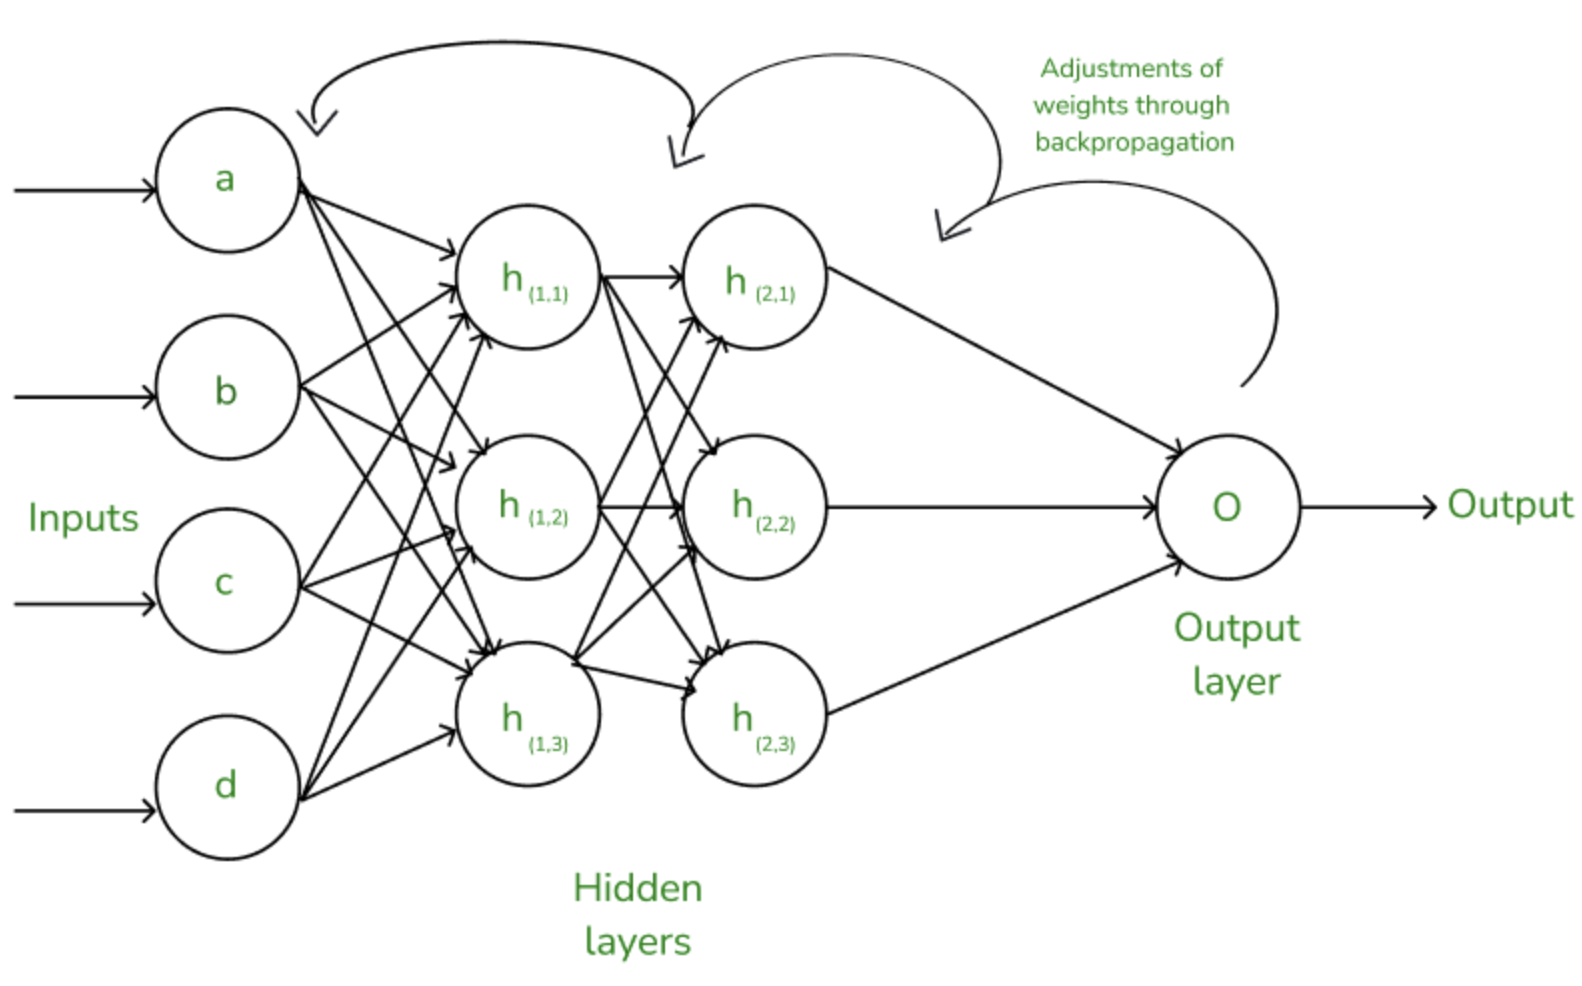 Adjustments of
weights through
backpropagation
a
h (1,1)
h (2,1)
b
Inputs
h (1,2)
h (2,2)
O
Output
c
Output
layer
d
h (1,3)
h (2,3)
Hidden
layers